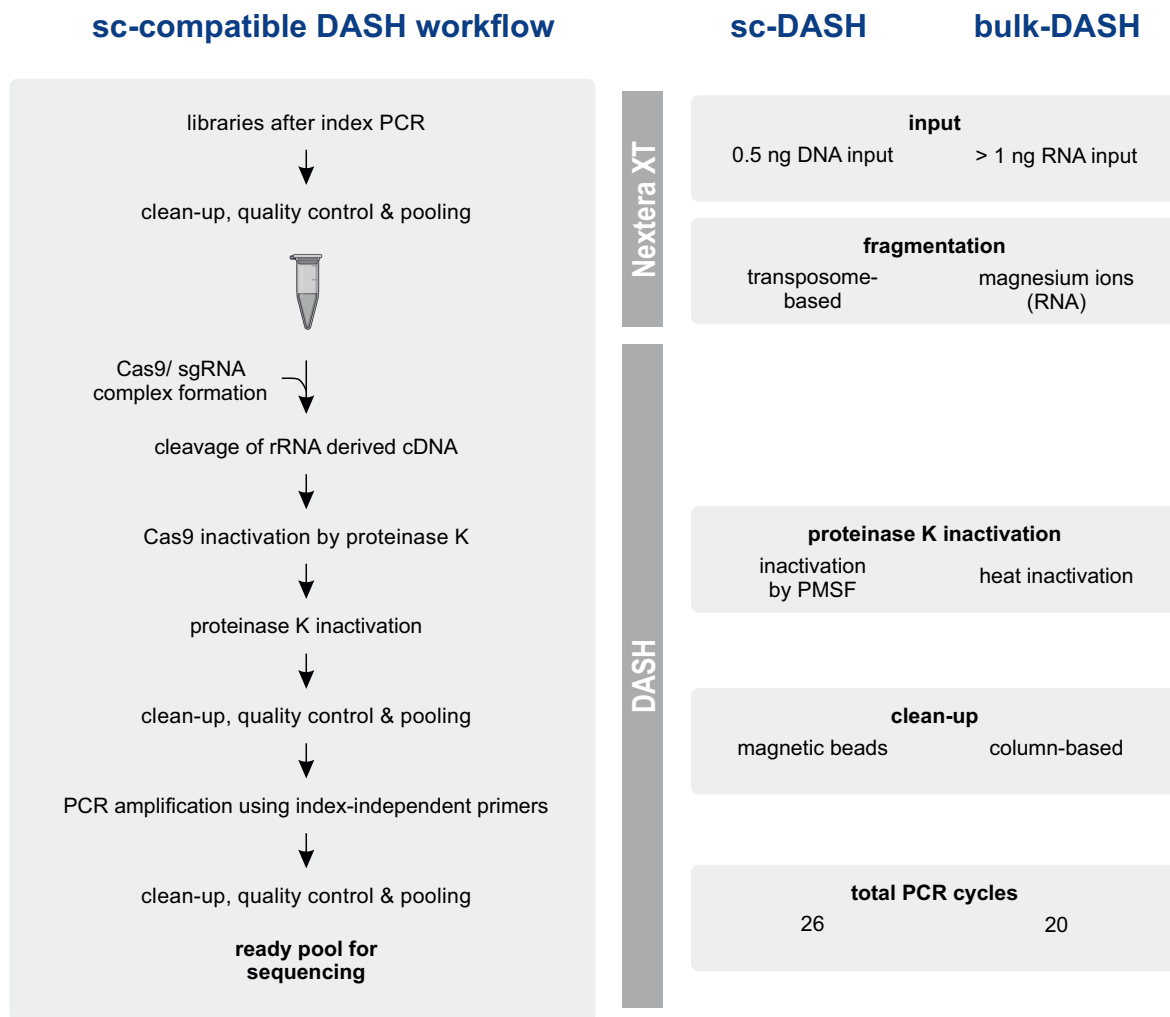 sc-compatible DASH workflow
sc-DASH
bulk-DASH
libraries after index PCR
clean-up, quality control & pooling
Cas9/ sgRNA
complex formation
cleavage of rRNA derived cDNA
Cas9 inactivation by proteinase K
proteinase K inactivation
clean-up, quality control & pooling
PCR amplification using index-independent primers
clean-up, quality control & pooling
ready pool for
sequencing
Nextera XT
DASH
input
0.5 ng DNA input
> 1 ng RNA input
fragmentation
transposome-
based
magnesium ions
(RNA)
proteinase K inactivation
inactivation
by PMSF
heat inactivation
clean-up
magnetic beads
column-based
total PCR cycles
26
20